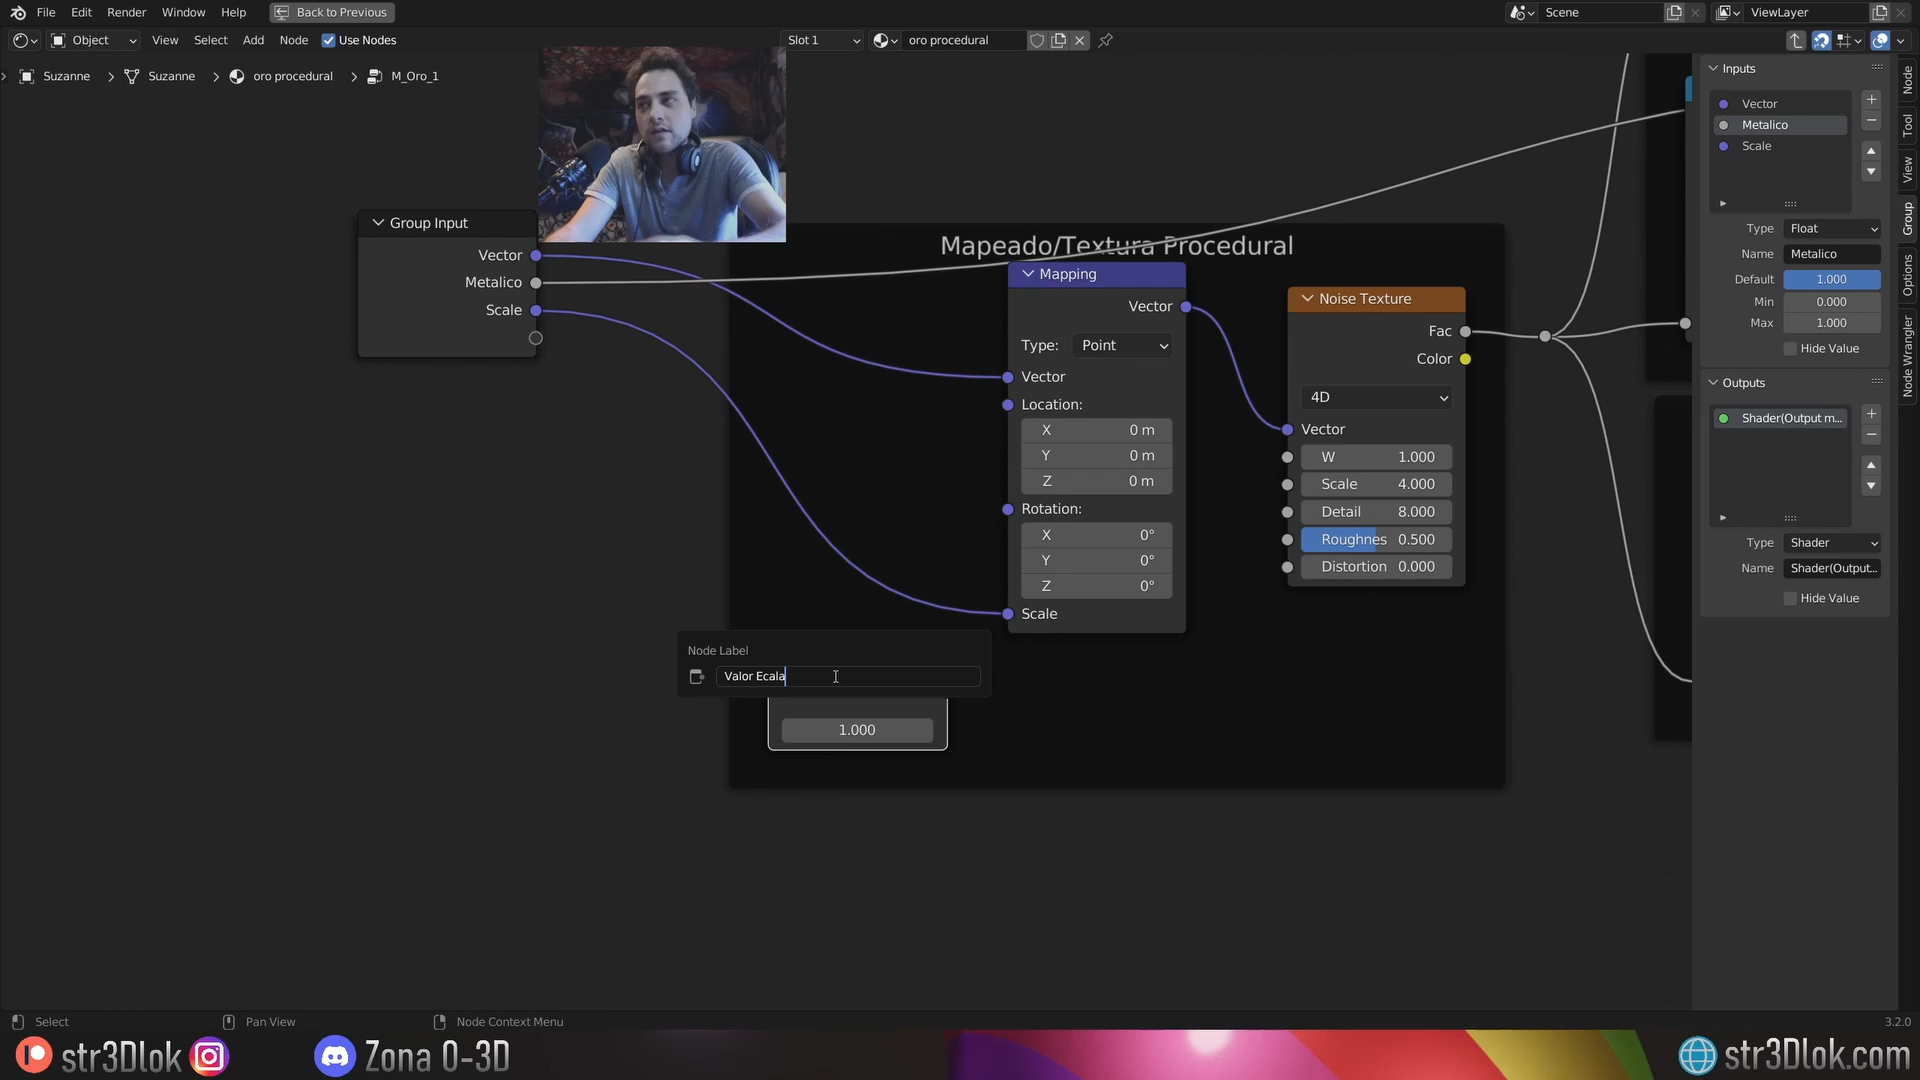 File Edit Render Window Help Back to Previous Scene ViewLayer
Object View Select Add Node Use Nodes Slot 1 oro procedural
Suzanne > Suzanne > oro procedural > M_Oro_1
Group Input
Vector
Metalico
Scale
Mapeado/Textura Procedural
Mapping
Vector
Type: Point
Vector
Location:
X 0 m
Y 0 m
Z 0 m
Rotation:
X 0°
Y 0°
Z 0°
Scale
Noise Texture
Fac
Color
4D
Vector
W 1.000
Scale 4.000
Detail 8.000
Roughnes 0.500
Distortion 0.000
Node Label
Valor Ecala
1.000
Inputs
Vector
Metalico
Scale
Type Float
Name Metalico
Default 1.000
Min 0.000
Max 1.000
Hide Value
Outputs
Shader(Output m...
Type Shader
Name Shader(Output...
Hide Value
Node
Tool
View
Group
Options
Node Wrangler
Select Pan View Node Context Menu 3.2.0
str3Dlok Zona 0-3D str3Dlok.com